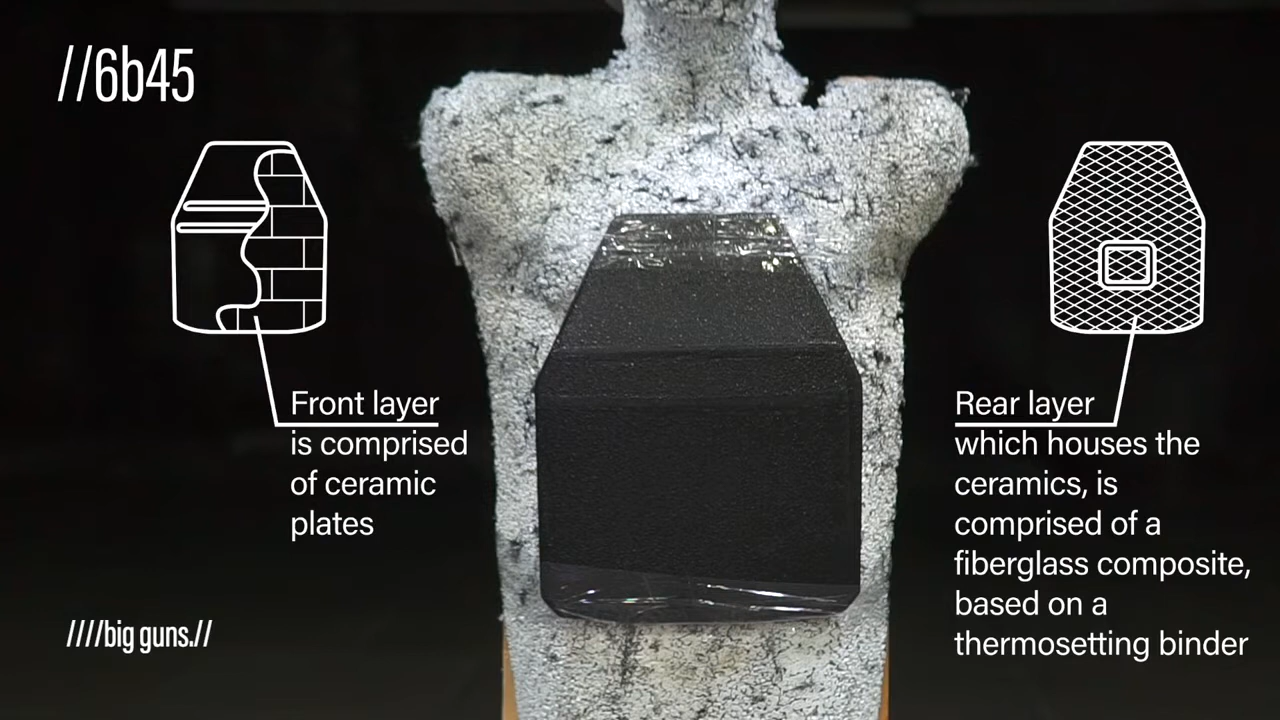 //6b45
Front layer
is comprised
of ceramic
plates
Rear layer
which houses the
ceramics, is
comprised of a
fiberglass composite,
based on a
thermosetting binder
////big guns.//